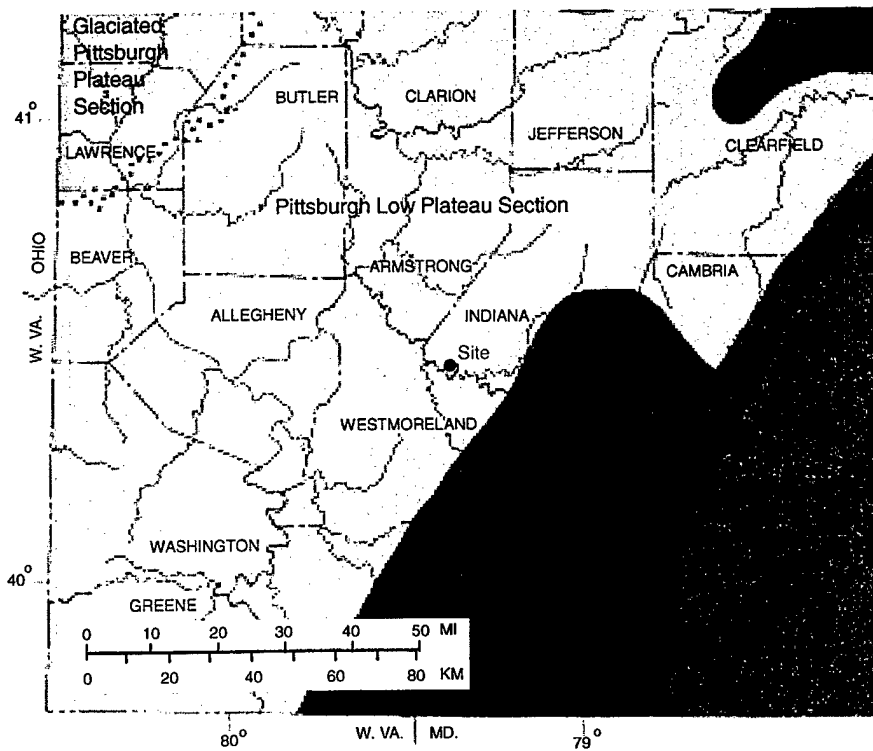 Glaciated
Pittsburgh
Plateau
Section
BUTLER
CLARION
41°
JEFFERSON
CLEARFIELD
LAWRENCE
Pittsburgh Low Plateau Section
OHIO
W. VA.
BEAVER
ARMSTRONG
CAMBRIA
ALLEGHENY
INDIANA
Site
WESTMORELAND
WASHINGTON
40°
GREENE
0 10 20 30 40 50 MI
0 20 40 60 80 KM
80° W. VA. MD. 79°